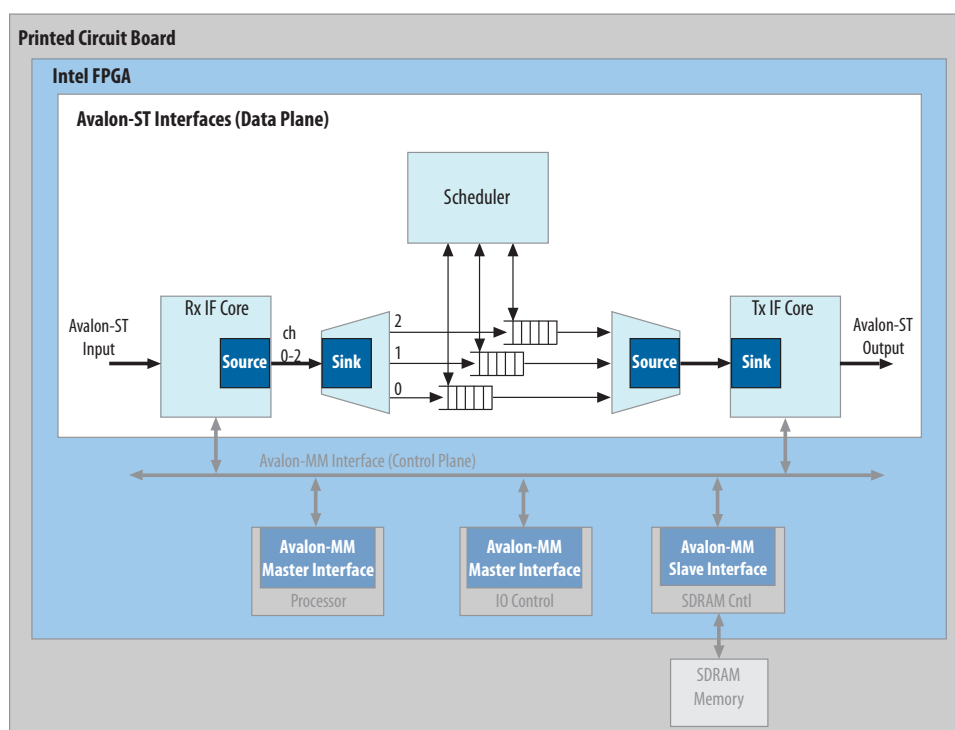 Printed Circuit Board
Intel FPGA
Avalon-ST Interfaces (Data Plane)
Scheduler
Rx IF Core
Tx IF Core
Avalon-ST
Input
ch
0-2
2
1
0
Source
Sink
Source
Sink
Avalon-ST
Output
Avalon-MM Interface (Control Plane)
Avalon-MM
Master Interface
Processor
Avalon-MM
Master Interface
IO Control
Avalon-MM
Slave Interface
SDRAM Cntl
SDRAM
Memory